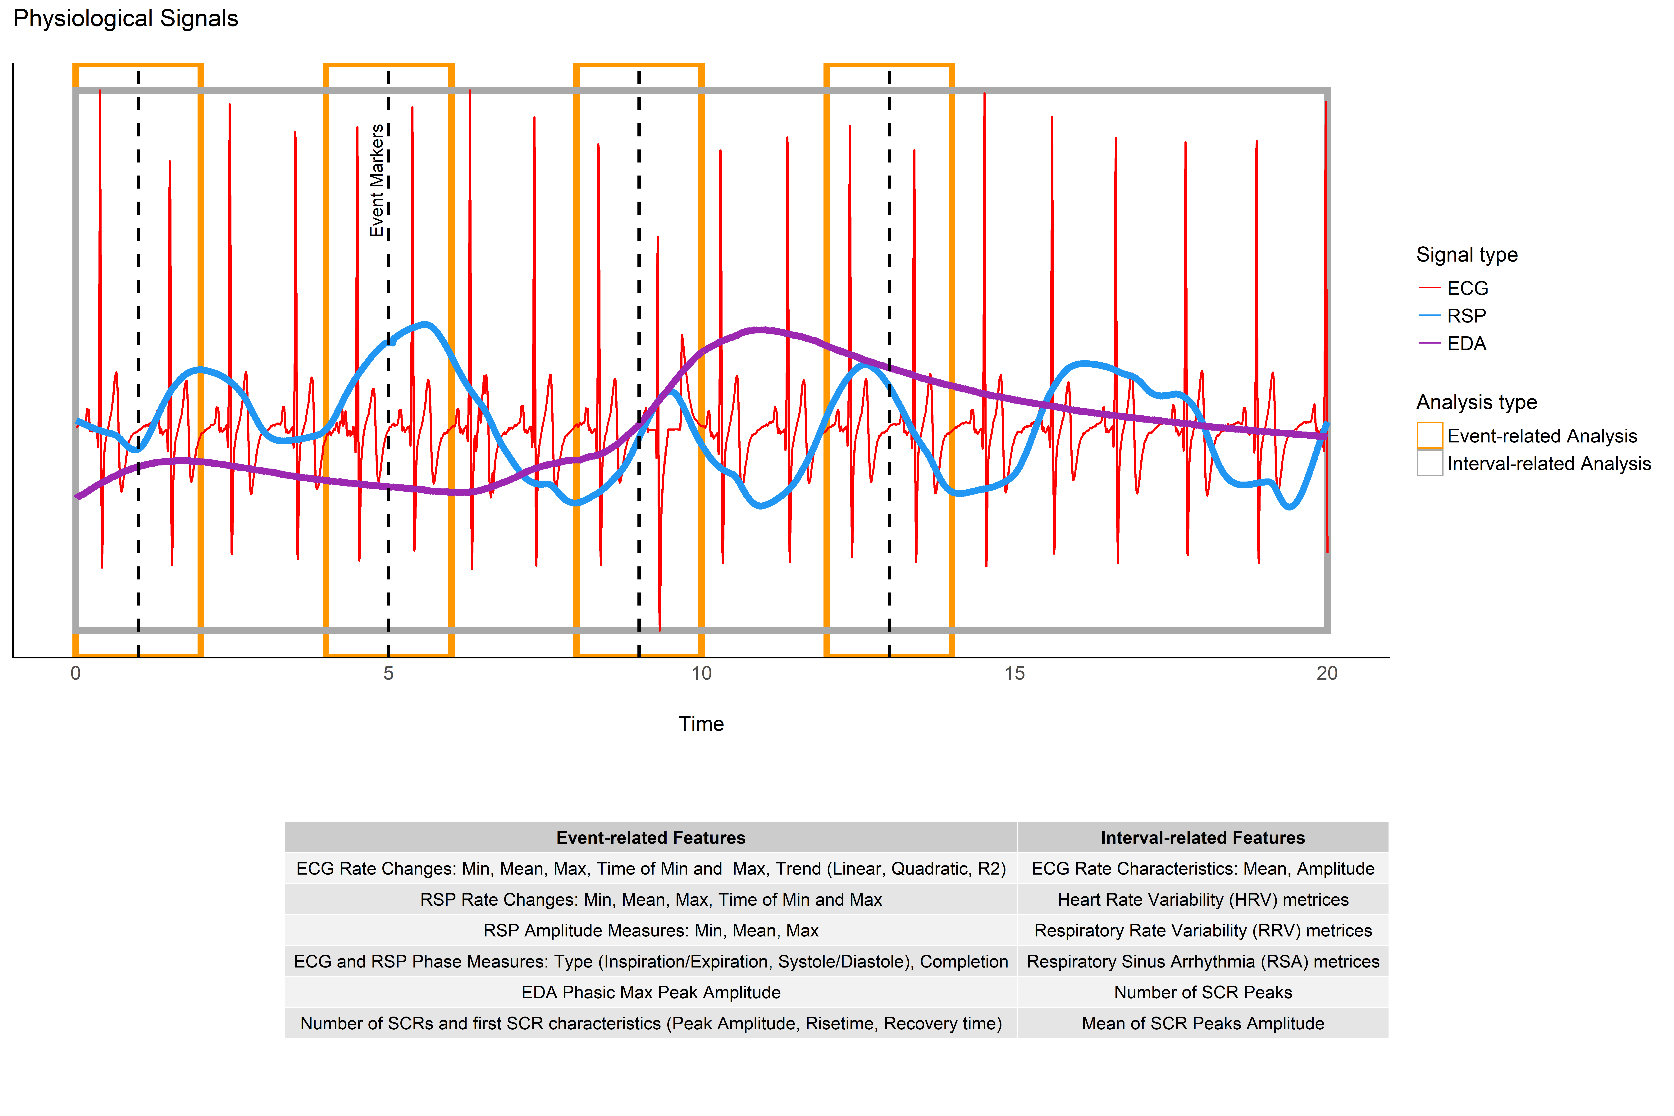 Physiological Signals
Event Markers
0 5 10 15 20
Time
Signal type
ECG
RSP
EDA
Analysis type
Event-related Analysis
Interval-related Analysis
Event-related Features Interval-related Features
ECG Rate Changes: Min, Mean, Max, Time of Min and  Max, Trend (Linear, Quadratic, R2) ECG Rate Characteristics: Mean, Amplitude
RSP Rate Changes: Min, Mean, Max, Time of Min and Max Heart Rate Variability (HRV) metrices
RSP Amplitude Measures: Min, Mean, Max Respiratory Rate Variability (RRV) metrices
ECG and RSP Phase Measures: Type (Inspiration/Expiration, Systole/Diastole), Completion Respiratory Sinus Arrhythmia (RSA) metrices
EDA Phasic Max Peak Amplitude Number of SCR Peaks
Number of SCRs and first SCR characteristics (Peak Amplitude, Risetime, Recovery time) Mean of SCR Peaks Amplitude